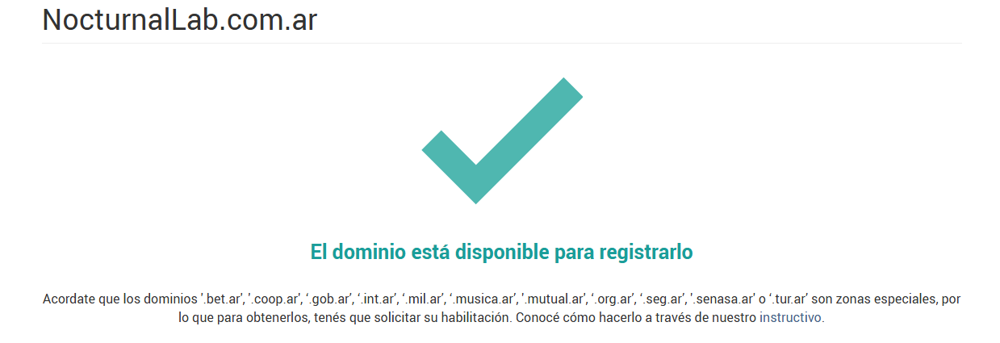 NocturnalLab.com.ar
El dominio está disponible para registrarlo
Acordate que los dominios '.bet.ar', '.coop.ar', ‘.gob.ar’, ‘.int.ar’, ‘.mil.ar’, ‘.musica.ar’, '.mutual.ar', ‘.org.ar’, ‘.seg.ar’, '.senasa.ar' o ‘.tur.ar’ son zonas especiales, por
lo que para obtenerlos, tenés que solicitar su habilitación. Conocé cómo hacerlo a través de nuestro instructivo.